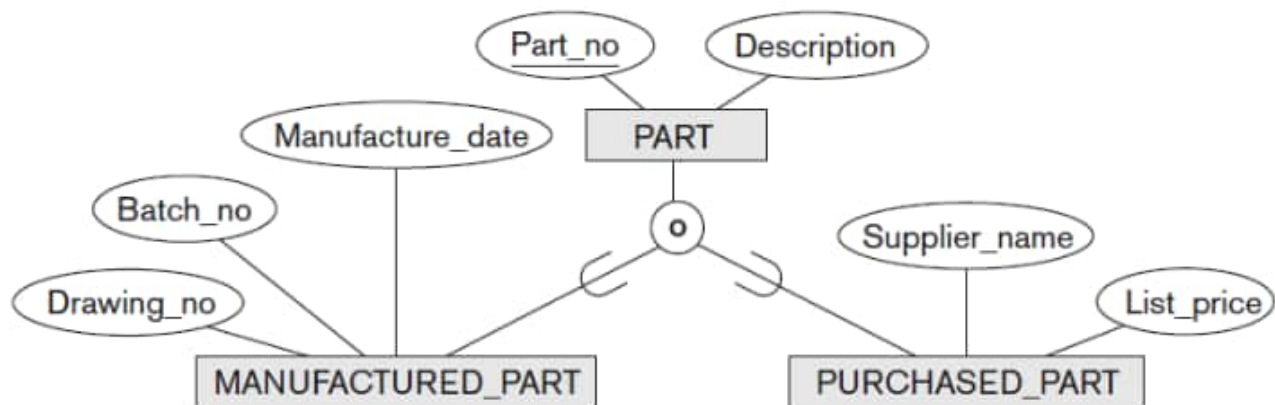 Part_no
Description
PART
Manufacture_date
Batch_no
o
Supplier_name
Drawing_no
List_price
MANUFACTURED_PART
PURCHASED_PART